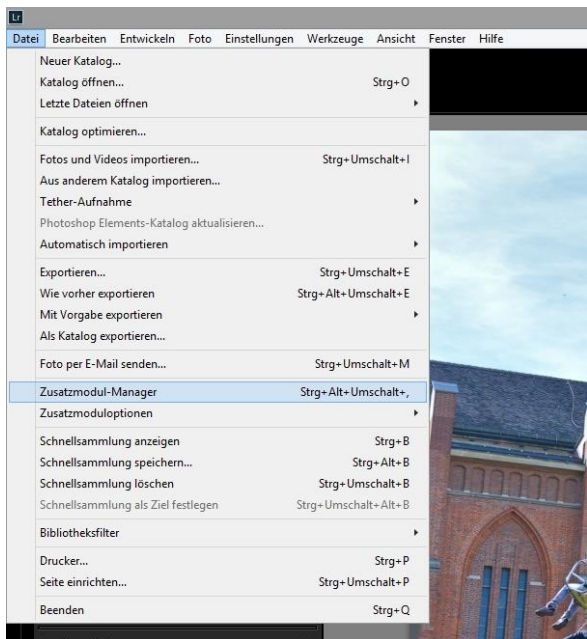 Lr
Datei Bearbeiten Entwickeln Foto Einstellungen Werkzeuge Ansicht Fenster Hilfe
Neuer Katalog...
Katalog öffnen... Strg+O
Letzte Dateien öffnen
Katalog optimieren...
Fotos und Videos importieren... Strg+Umschalt+I
Aus anderem Katalog importieren...
Tether-Aufnahme
Photoshop Elements-Katalog aktualisieren...
Automatisch importieren
Exportieren... Strg+Umschalt+E
Wie vorher exportieren Strg+Alt+Umschalt+E
Mit Vorgabe exportieren
Als Katalog exportieren...
Foto per E-Mail senden... Strg+Umschalt+M
Zusatzmodul-Manager Strg+Alt+Umschalt+,
Zusatzmoduloptionen
Schnellsammlung anzeigen Strg+B
Schnellsammlung speichern... Strg+Alt+B
Schnellsammlung löschen Strg+Umschalt+B
Schnellsammlung als Ziel festlegen Strg+Umschalt+Alt+B
Bibliotheksfilter
Drucker... Strg+P
Seite einrichten... Strg+Umschalt+P
Beenden Strg+Q